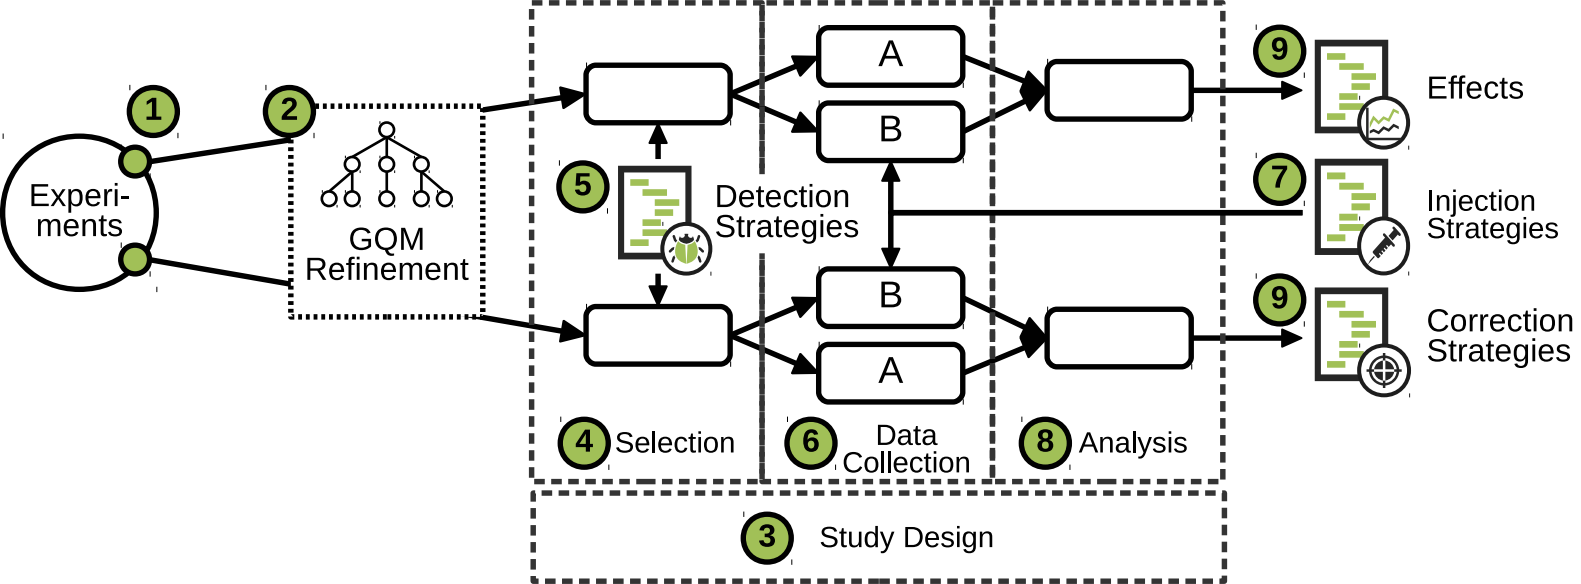 1
2
Experi-
ments
GQM
Refinement
5
Detection
Strategies
A
B
B
A
9
Effects
7
Injection
Strategies
9
Correction
Strategies
4 Selection
6 Data
Collection
8 Analysis
3 Study Design